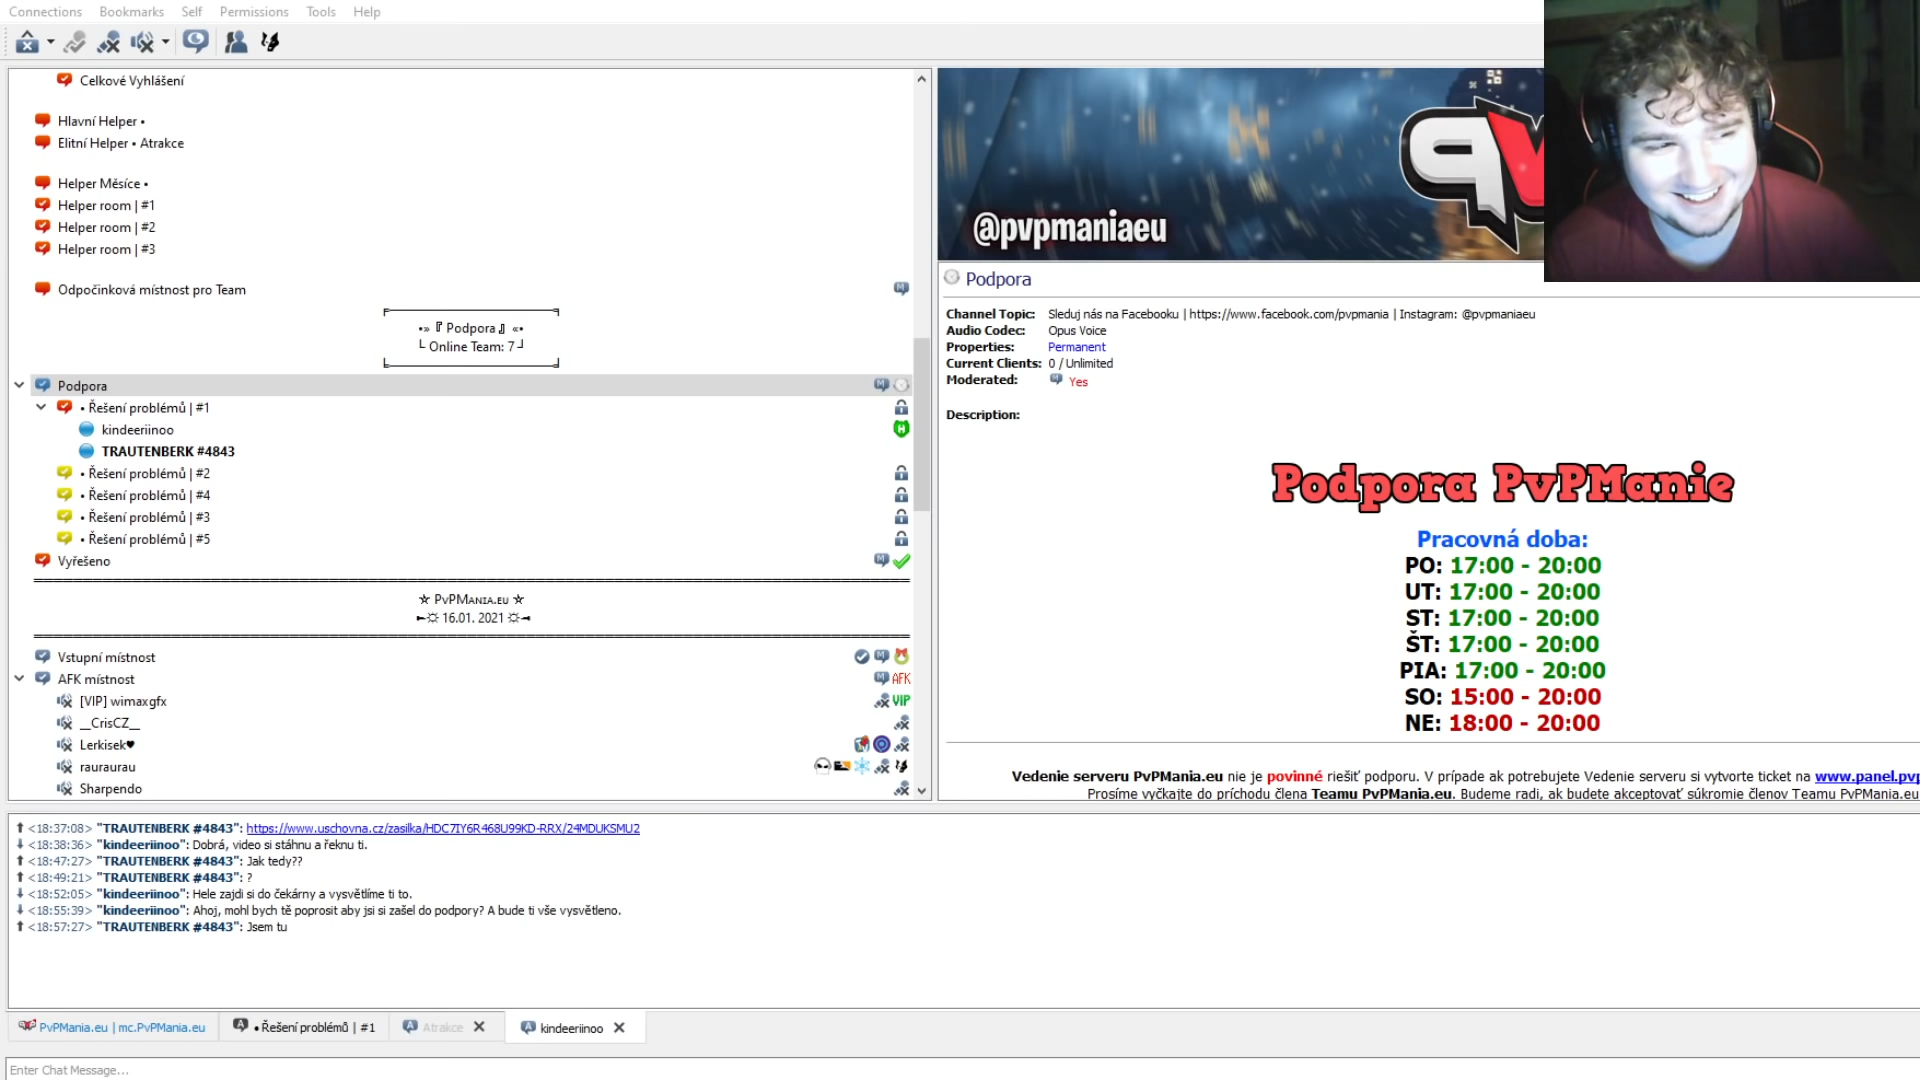 Connections Bookmarks Self Permissions Tools Help
Celkové Vyhlášení
Hlavní Helper •
Elitní Helper • Atrakce
Helper Měsíce •
Helper room | #1
Helper room | #2
Helper room | #3
Odpočinková místnost pro Team
•» 『 Podpora 』 «•
└ Online Team: 7 ┘
Podpora
• Řešení problémů | #1
kindeeriinoo
TRAUTENBERK #4843
• Řešení problémů | #2
• Řešení problémů | #4
• Řešení problémů | #3
• Řešení problémů | #5
Vyřešeno
☆ PvPMania.eu ☆
►☼ 16.01. 2021 ☼◄
Vstupní místnost
AFK místnost AFK
[VIP] wimaxgfx VIP
__CrisCZ__
Lerkisek♥
rauraurau
Sharpendo
@pvpmaniaeu
Podpora
Channel Topic: Sleduj nás na Facebooku | https://www.facebook.com/pvpmania | Instagram: @pvpmaniaeu
Audio Codec: Opus Voice
Properties: Permanent
Current Clients: 0 / Unlimited
Moderated: Yes
Description:
Podpora PvPManie
Pracovná doba:
PO: 17:00 - 20:00
UT: 17:00 - 20:00
ST: 17:00 - 20:00
ŠT: 17:00 - 20:00
PIA: 17:00 - 20:00
SO: 15:00 - 20:00
NE: 18:00 - 20:00
Vedenie serveru PvPMania.eu nie je povinné riešiť podporu. V prípade ak potrebujete Vedenie serveru si vytvorte ticket na www.panel.pvp
Prosíme vyčkajte do príchodu člena Teamu PvPMania.eu. Budeme radi, ak budete akceptovať súkromie členov Teamu PvPMania.eu
<18:37:08> "TRAUTENBERK #4843": https://www.uschovna.cz/zasilka/HDC7IY6R468U99KD-RRX/24MDUKSMU2
<18:38:36> "kindeeriinoo": Dobrá, video si stáhnu a řeknu ti.
<18:47:27> "TRAUTENBERK #4843": Jak tedy??
<18:49:21> "TRAUTENBERK #4843": ?
<18:52:05> "kindeeriinoo": Hele zajdi si do čekárny a vysvětlíme ti to.
<18:55:39> "kindeeriinoo": Ahoj, mohl bych tě poprosit aby jsi si zašel do podpory? A bude ti vše vysvětleno.
<18:57:27> "TRAUTENBERK #4843": Jsem tu
PvPMania.eu | mc.PvPMania.eu • Řešení problémů | #1 Atrakce kindeeriinoo
Enter Chat Message...